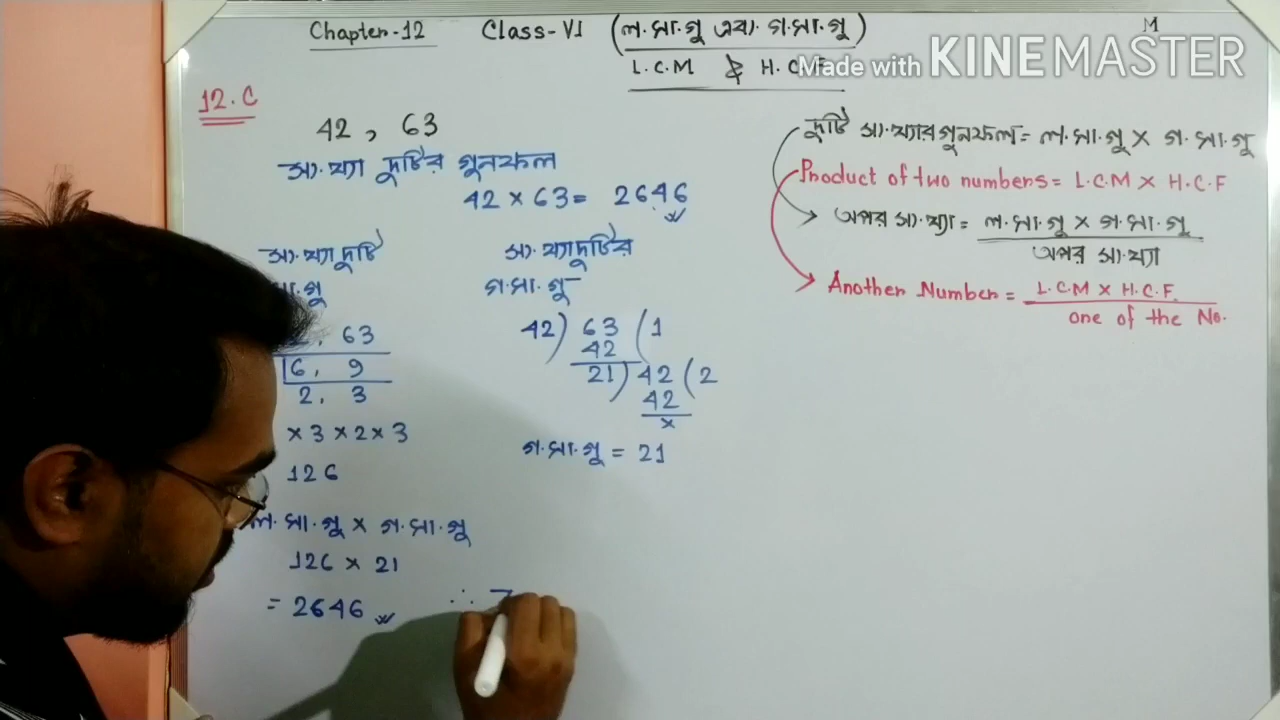 Chapter-12 Class-VI (ল.সা.গু এবং গ.সা.গু)
L.C.M & H.C.F
M
Made with KINEMASTER
12.C
42, 63
সংখ্যা দুটির গুনফল
42 × 63 = 2646
সংখ্যাদুটি
সা.গু
, 63
6, 9
2, 3
× 3 × 2 × 3
126
ল.সা.গু × গ.সা.গু
126 × 21
= 2646
সংখ্যাদুটির
গ.সা.গু
42) 63 (1
42
21) 42 (2
42
×
গ.সা.গু = 21
∴
দুটি সংখ্যারগুনফল = ল.সা.গু × গ.সা.গু
Product of two numbers = L.C.M × H.C.F
অপর সংখ্যা = ল.সা.গু × গ.সা.গু
অপর সংখ্যা
Another Number = L.C.M × H.C.F.
one of the No.